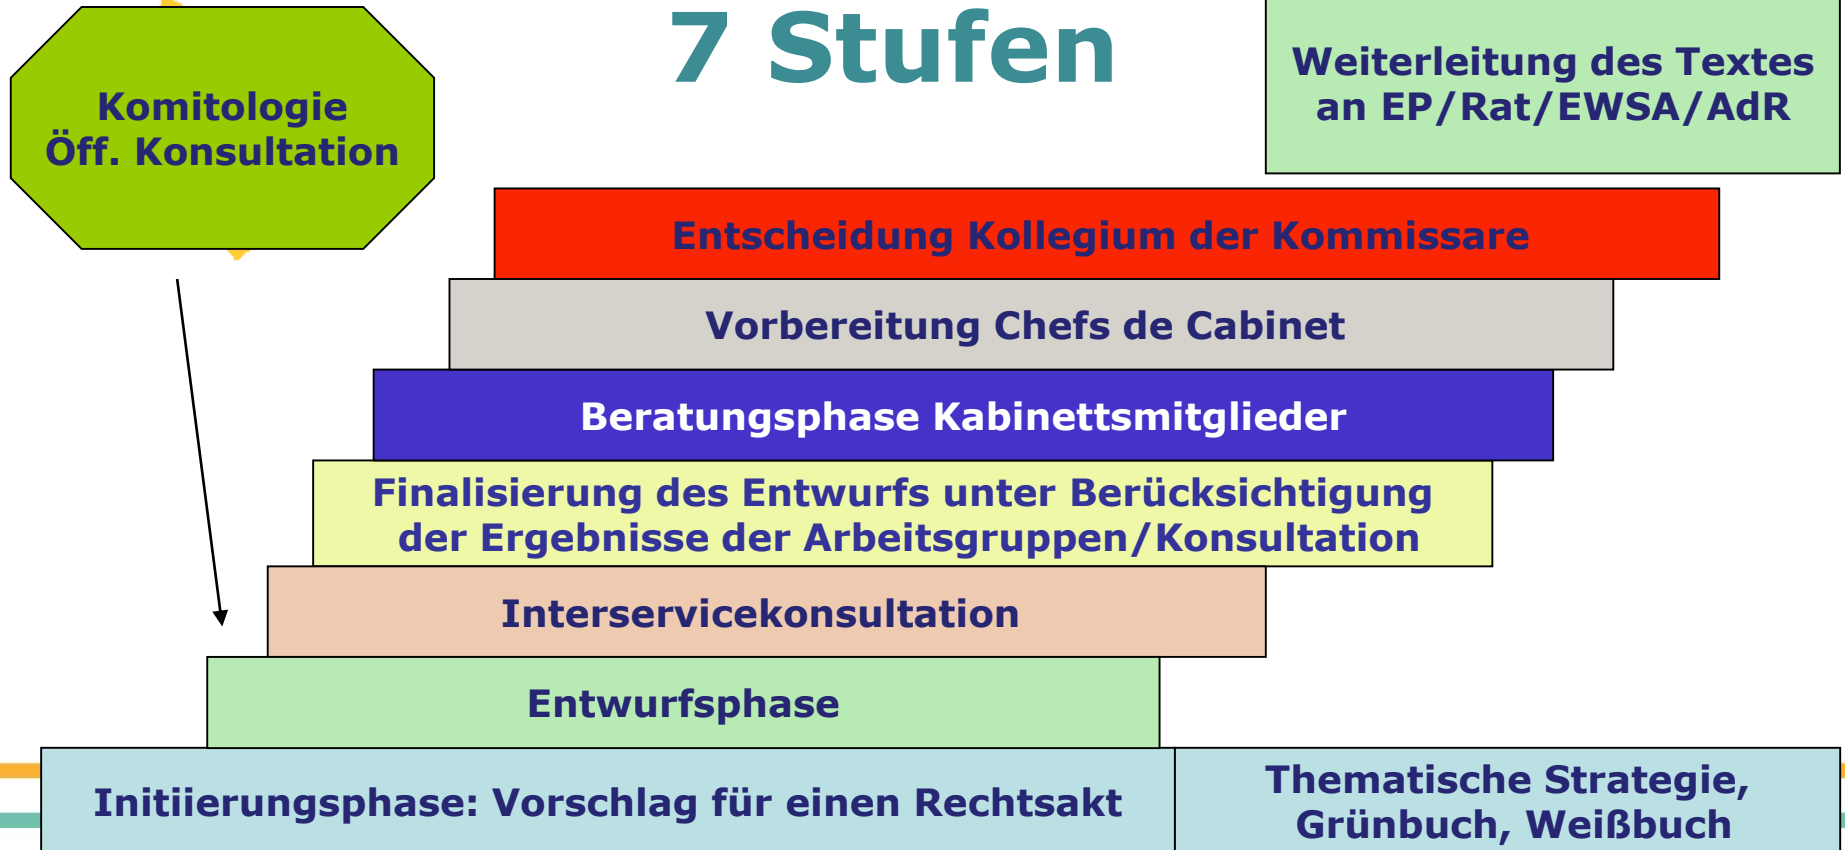 7 Stufen
Komitologie
Öff. Konsultation
Weiterleitung des Textes
an EP/Rat/EWSA/AdR
Entscheidung Kollegium der Kommissare
Vorbereitung Chefs de Cabinet
Beratungsphase Kabinettsmitglieder
Finalisierung des Entwurfs unter Berücksichtigung
der Ergebnisse der Arbeitsgruppen/Konsultation
Interservicekonsultation
Entwurfsphase
Initiierungsphase: Vorschlag für einen Rechtsakt
Thematische Strategie,
Grünbuch, Weißbuch